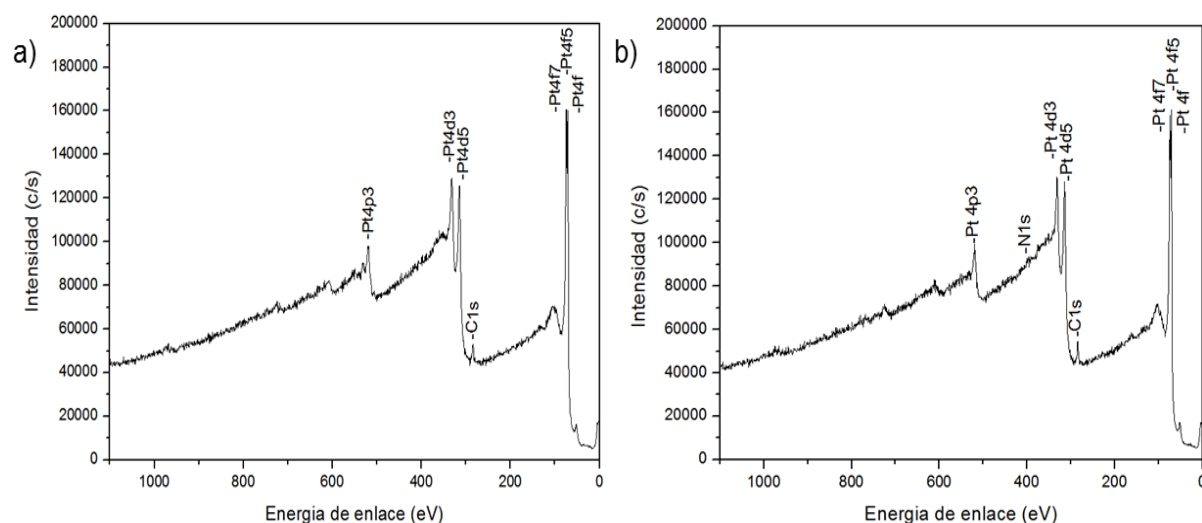 a)
Intensidad (c/s)
200000
180000
160000
140000
120000
100000
80000
60000
40000
20000
0
-Pt4p3
-Pt4d3
-Pt4d5
-C1s
-Pt4f7
-Pt4f5
-Pt4f
1000 800 600 400 200 0
Energia de enlace (eV)
b)
Intensidad (c/s)
200000
180000
160000
140000
120000
100000
80000
60000
40000
20000
0
-Pt 4p3
-N1s
-Pt 4d3
-Pt 4d5
-C1s
-Pt 4f7
-Pt 4f5
-Pt 4f
1000 800 600 400 200 0
Energia de enlace (eV)